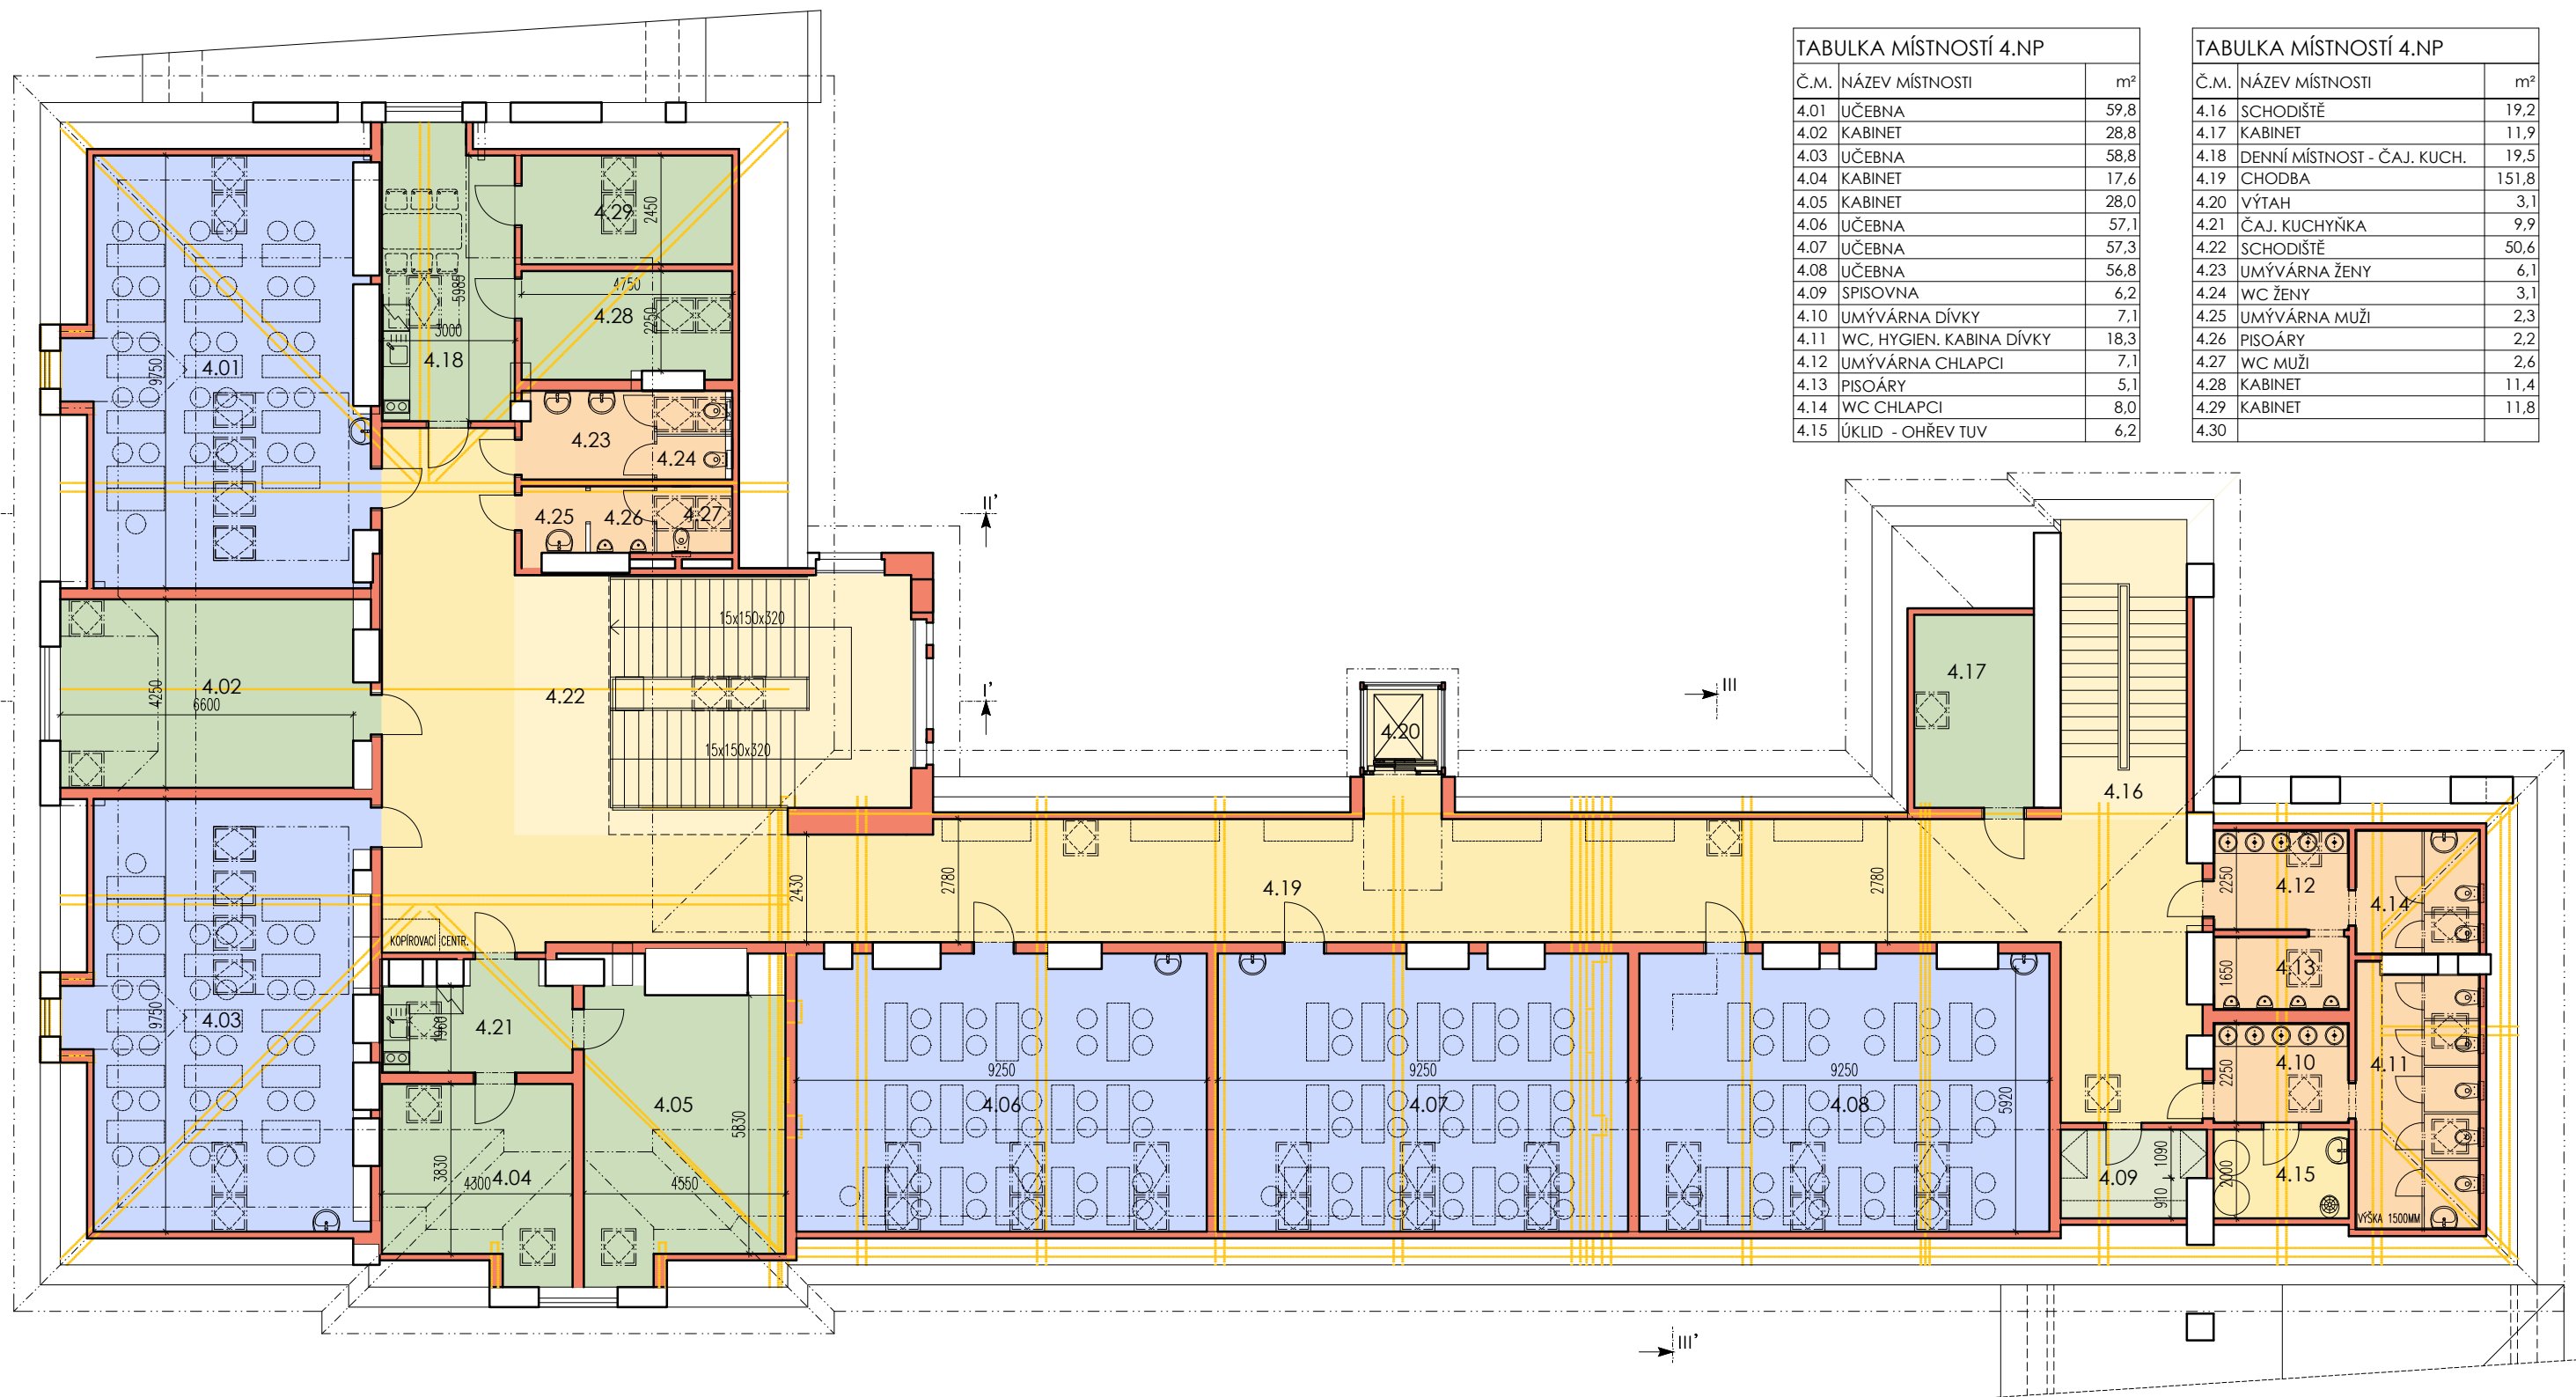 TABULKA MÍSTNOSTÍ 4.NP
Č.M. NÁZEV MÍSTNOSTI m²
4.01 UČEBNA 59,8
4.02 KABINET 28,8
4.03 UČEBNA 58,8
4.04 KABINET 17,6
4.05 KABINET 28,0
4.06 UČEBNA 57,1
4.07 UČEBNA 57,3
4.08 UČEBNA 56,8
4.09 SPISOVNA 6,2
4.10 UMÝVÁRNA DÍVKY 7,1
4.11 WC, HYGIEN. KABINA DÍVKY 18,3
4.12 UMÝVÁRNA CHLAPCI 7,1
4.13 PISOÁRY 5,1
4.14 WC CHLAPCI 8,0
4.15 ÚKLID - OHŘEV TUV 6,2
TABULKA MÍSTNOSTÍ 4.NP
Č.M. NÁZEV MÍSTNOSTI m²
4.16 SCHODIŠTĚ 19,2
4.17 KABINET 11,9
4.18 DENNÍ MÍSTNOST - ČAJ. KUCH. 19,5
4.19 CHODBA 151,8
4.20 VÝTAH 3,1
4.21 ČAJ. KUCHYŇKA 9,9
4.22 SCHODIŠTĚ 50,6
4.23 UMÝVÁRNA ŽENY 6,1
4.24 WC ŽENY 3,1
4.25 UMÝVÁRNA MUŽI 2,3
4.26 PISOÁRY 2,2
4.27 WC MUŽI 2,6
4.28 KABINET 11,4
4.29 KABINET 11,8
4.30
4.29
2450
4750
4.28
2250
5985
3000
4.18
4.01
9750
4.23
4.24
4.25
4.26
4.27
II'
15x150x320
4.22
15x150x320
I'
4.02
4250
6600
4.20
III
4.17
4.16
2430
2780
4.19
2780
2250
4.12
4.14
1650
4.13
KOPÍROVACÍ CENTR.
4.03
9750
4.21
1960
4.05
5830
4550
3830
4300
4.04
9250
4.06
9250
4.07
9250
4.08
5920
2250
4.10
4.11
4.09
1090
910
2000
4.15
VÝŠKA 1500MM
III'